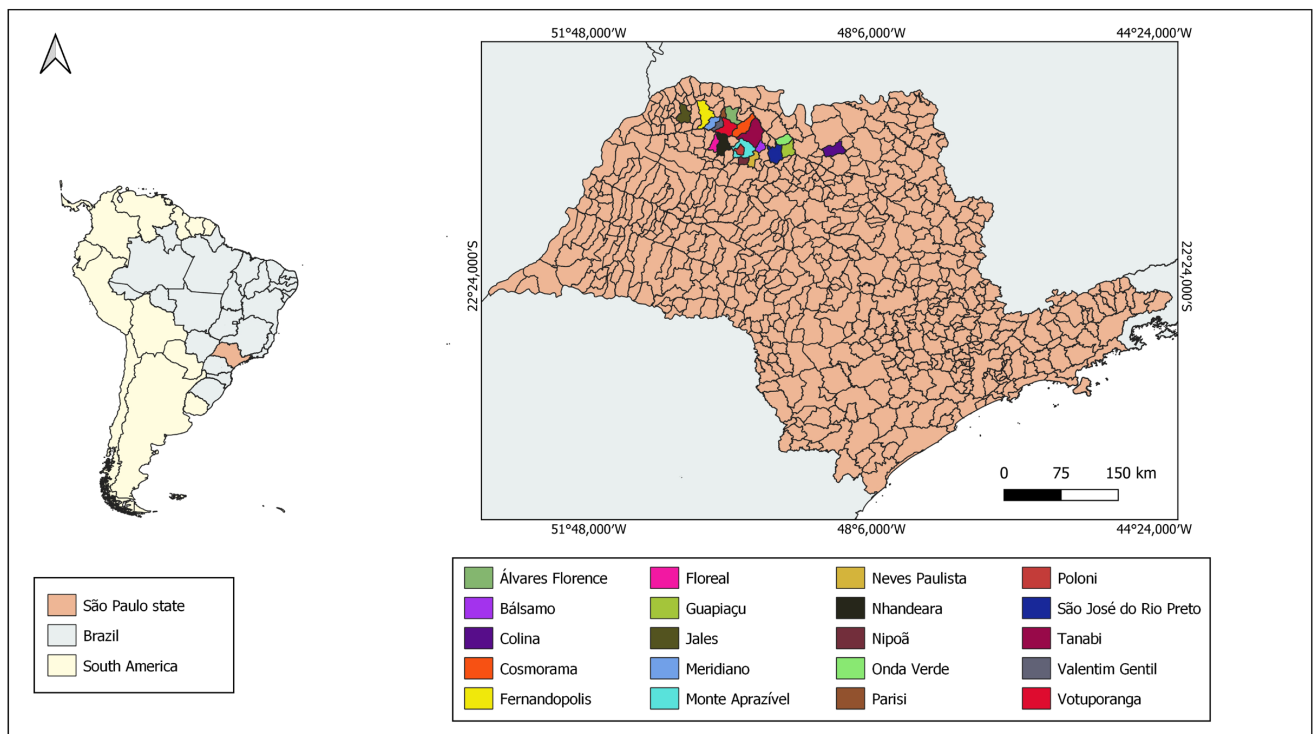 51°48,000'W 48°6,000'W 44°24,000'W
22°24,000'S
22°24,000'S
0 75 150 km
51°48,000'W 48°6,000'W 44°24,000'W
São Paulo state
Brazil
South America
Álvares Florence Floreal Neves Paulista Poloni
Bálsamo Guapiaçu Nhandeara São José do Rio Preto
Colina Jales Nipoã Tanabi
Cosmorama Meridiano Onda Verde Valentim Gentil
Fernandopolis Monte Aprazível Parisi Votuporanga